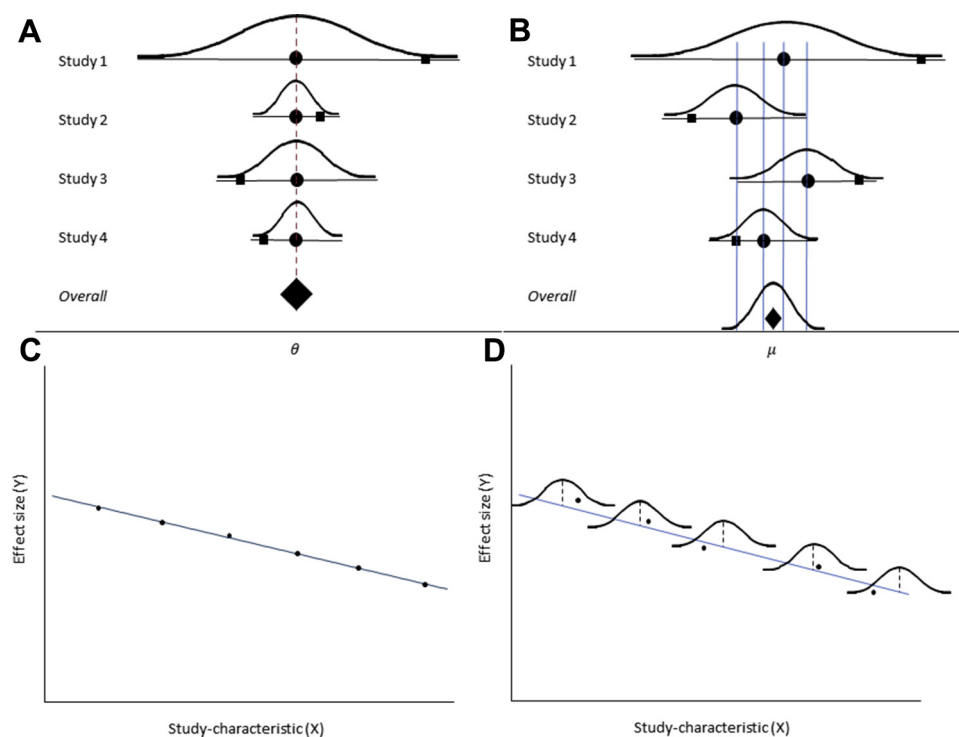 A
Study 1
Study 2
Study 3
Study 4
Overall
θ
B
Study 1
Study 2
Study 3
Study 4
Overall
μ
C
Effect size (Y)
Study-characteristic (X)
D
Effect size (Y)
Study-characteristic (X)